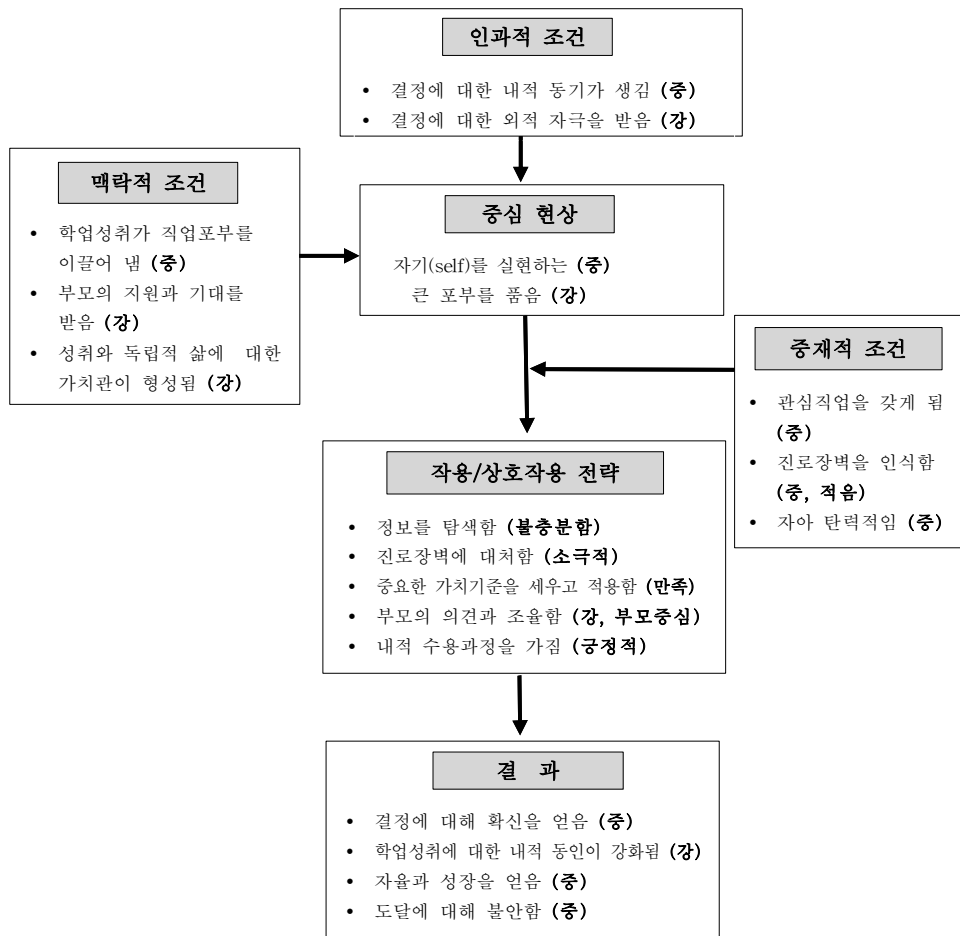 인과적 조건
• 결정에 대한 내적 동기가 생김 (중)
• 결정에 대한 외적 자극을 받음 (강)
맥락적 조건
• 학업성취가 직업포부를
이끌어 냄 (중)
• 부모의 지원과 기대를
받음 (강)
• 성취와 독립적 삶에 대한
가치관이 형성됨 (강)
중심 현상
자기(self)를 실현하는 (중)
큰 포부를 품음 (강)
중재적 조건
• 관심직업을 갖게 됨
(중)
• 진로장벽을 인식함
(중, 적음)
• 자아 탄력적임 (중)
작용/상호작용 전략
• 정보를 탐색함 (불충분함)
• 진로장벽에 대처함 (소극적)
• 중요한 가치기준을 세우고 적용함 (만족)
• 부모의 의견과 조율함 (강, 부모중심)
• 내적 수용과정을 가짐 (긍정적)
결 과
• 결정에 대해 확신을 얻음 (중)
• 학업성취에 대한 내적 동인이 강화됨 (강)
• 자율과 성장을 얻음 (중)
• 도달에 대해 불안함 (중)